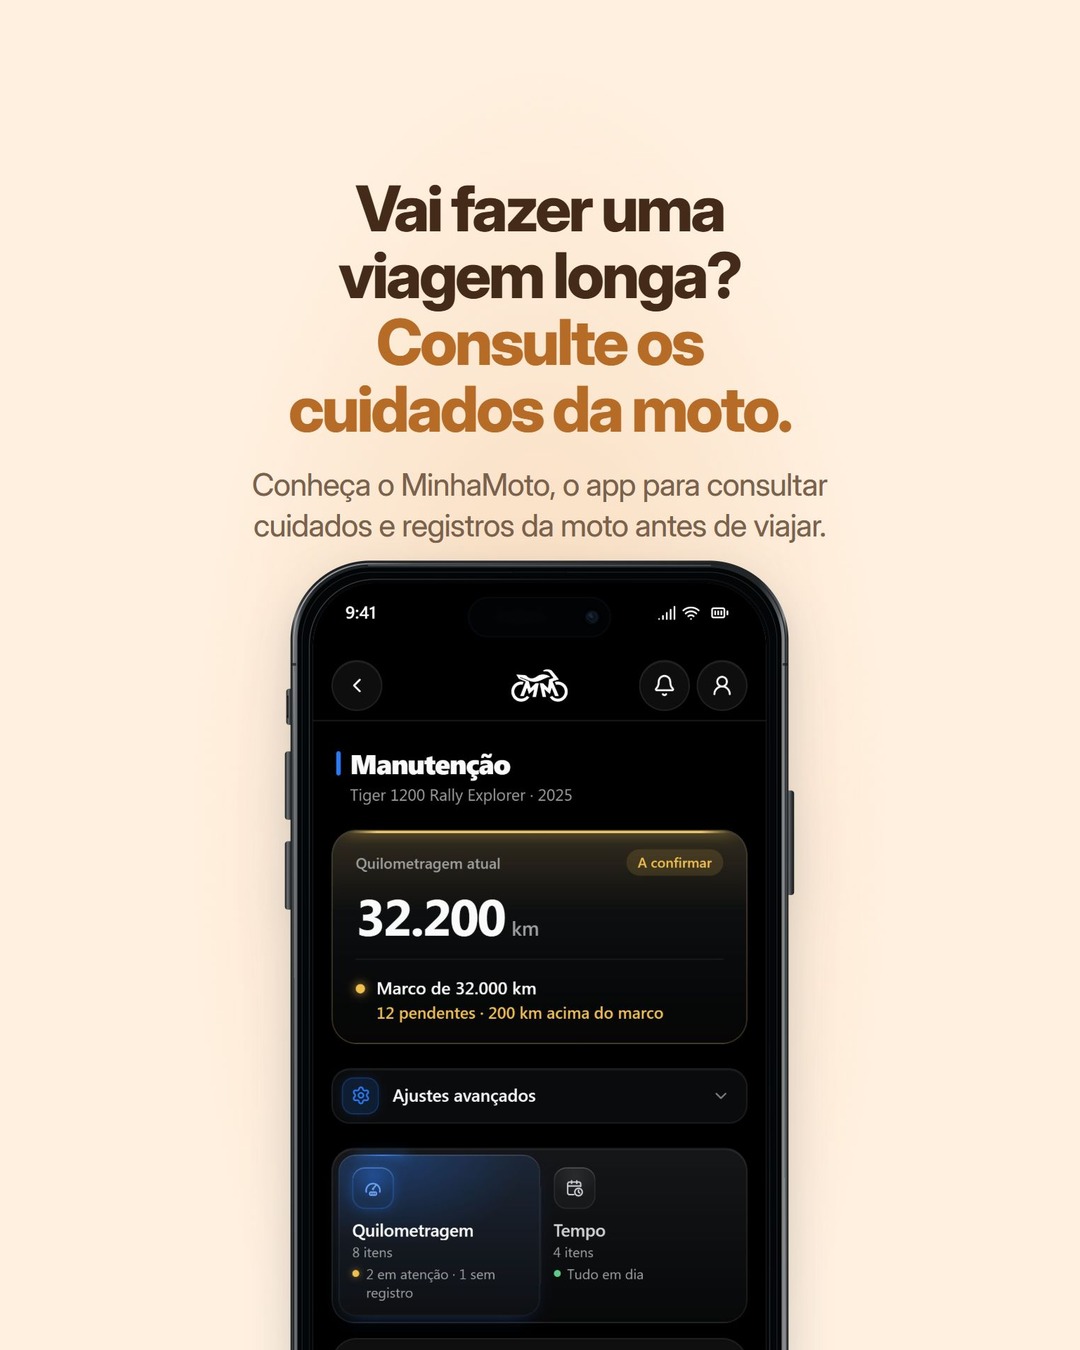 Vai fazer uma
viagem longa?
Consulte os
cuidados da moto.
Conheça o MinhaMoto, o app para consultar
cuidados e registros da moto antes de viajar.
9:41
MM
Manutenção
Tiger 1200 Rally Explorer · 2025
Quilometragem atual
A confirmar
32.200 km
Marco de 32.000 km
12 pendentes · 200 km acima do marco
Ajustes avançados
Quilometragem
8 itens
2 em atenção · 1 sem
registro
Tempo
4 itens
Tudo em dia